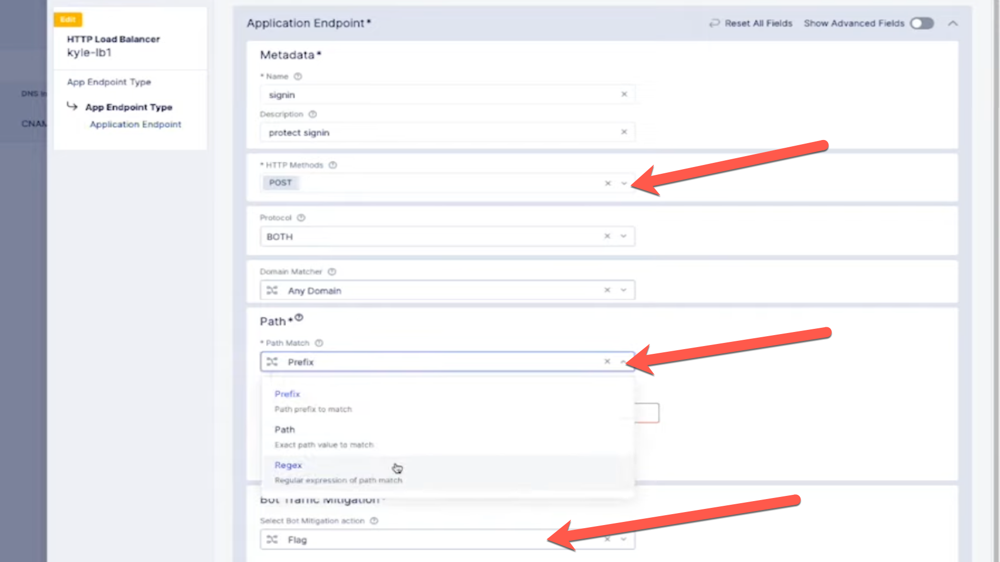 Edit
HTTP Load Balancer
kyle-lb1
App Endpoint Type
App Endpoint Type
Application Endpoint
DNS
CNAM
Application Endpoint*
Reset All Fields
Show Advanced Fields
Metadata*
* Name
signin
Description
protect signin
* HTTP Methods
POST
Protocol
BOTH
Domain Matcher
Any Domain
Path*
* Path Match
Prefix
Prefix
Path prefix to match
Path
Exact path value to match
Regex
Regular expression of path match
Bot Traffic Mitigation*
Select Bot Mitigation action
Flag